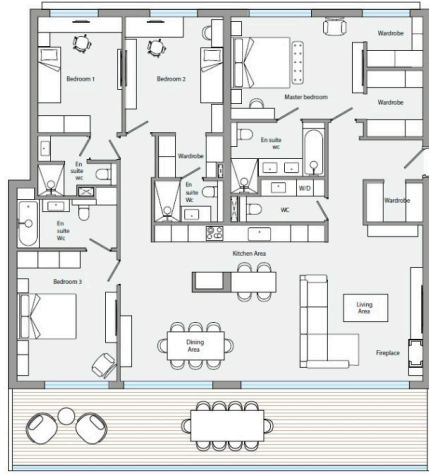 Wardrobe
Bedroom 1
Bedroom 2
Master bedroom
Wardrobe
En suite
wc
Wardrobe
En
suite
wc
En
suite
Wc
W/D
Wardrobe
WC
En
suite
Wc
Kitchen Area
Bedroom 3
Living
Area
Dining
Area
Fireplace